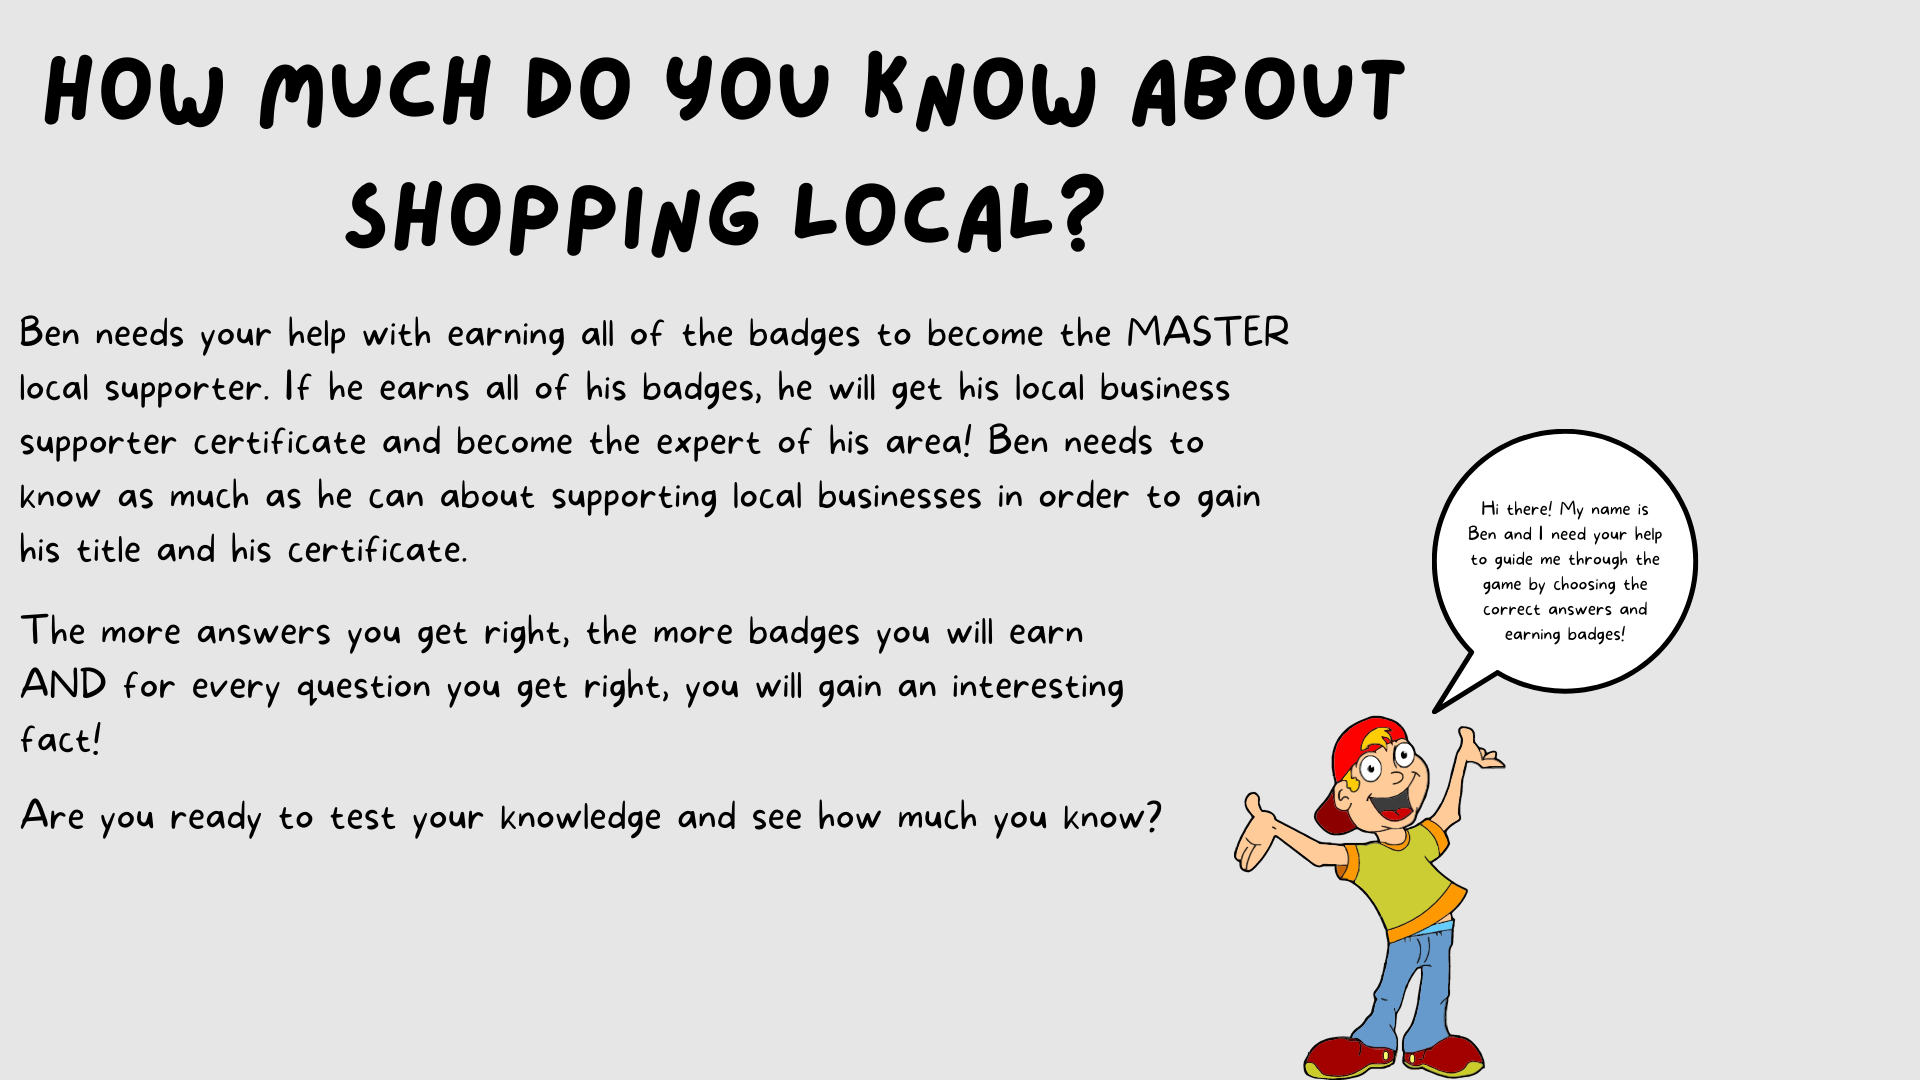 HOW MUCH DO YOU KNOW ABOUT
SHOPPING LOCAL?
Ben needs your help with earning all of the badges to become the MASTER
local supporter. If he earns all of his badges, he will get his local business
supporter certificate and become the expert of his area! Ben needs to
know as much as he can about supporting local businesses in order to gain
his title and his certificate.
The more answers you get right, the more badges you will earn
AND for every question you get right, you will gain an interesting
fact!
Are you ready to test your knowledge and see how much you know?
Hi there! My name is
Ben and I need your help
to guide me through the
game by choosing the
correct answers and
earning badges!